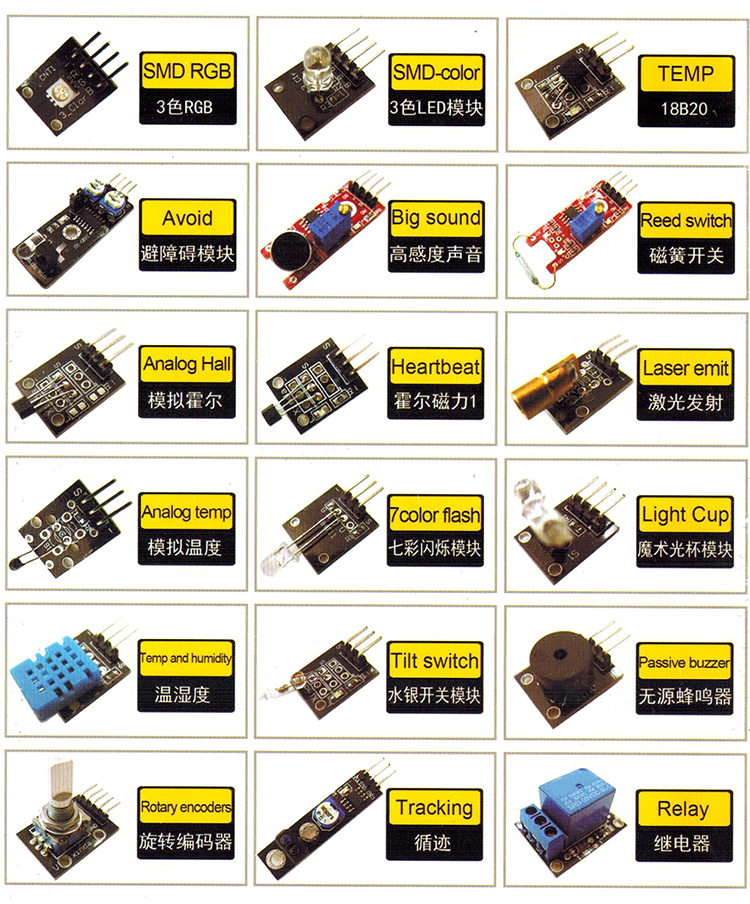 SMD RGB
3色RGB
SMD-color
3色LED模块
TEMP
18B20
Avoid
避障碍模块
Big sound
高感度声音
Reed switch
磁簧开关
Analog Hall
模拟霍尔
Heartbeat
霍尔磁力1
Laser emit
激光发射
Analog temp
模拟温度
7color flash
七彩闪烁模块
Light Cup
魔术光杯模块
Temp and humidity
温湿度
Tilt switch
水银开关模块
Passive buzzer
无源蜂鸣器
Rotary encoders
旋转编码器
Tracking
循迹
Relay
继电器